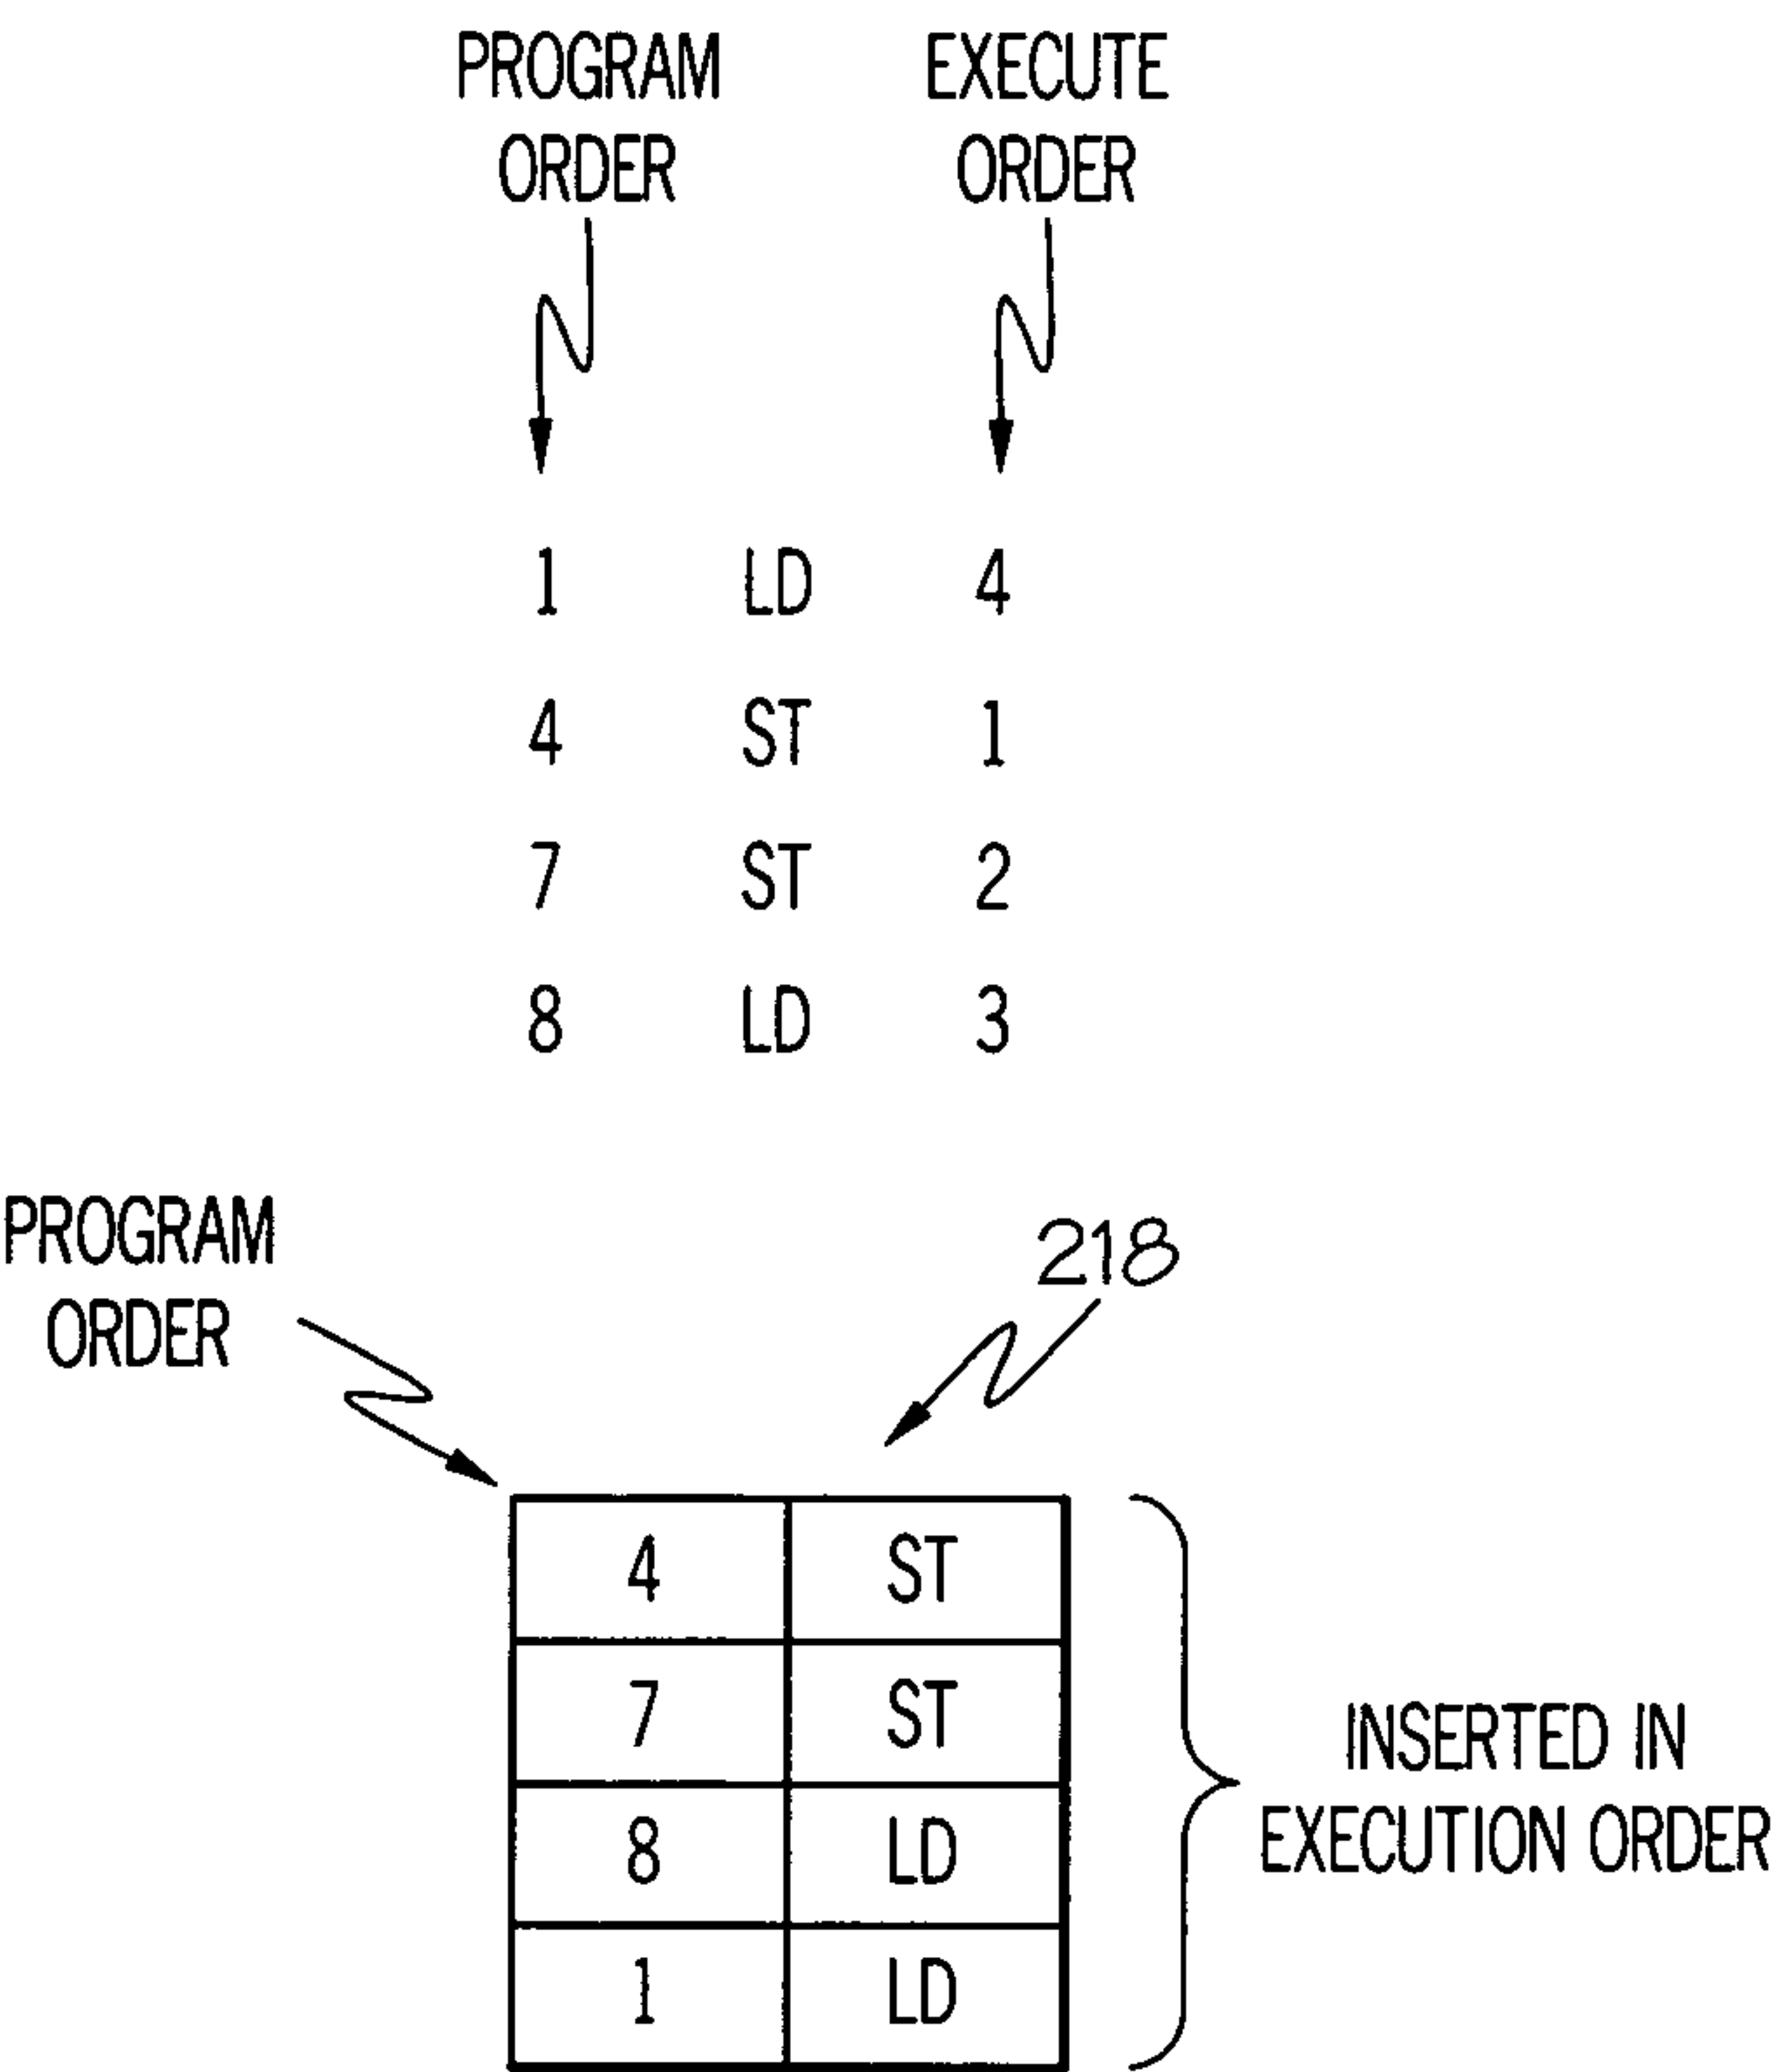 PROGRAM ORDER
EXECUTE ORDER
1 LD 4
4 ST 1
7 ST 2
8 LD 3
PROGRAM ORDER
218
4 ST
7 ST
8 LD
1 LD
INSERTED IN
EXECUTION ORDER